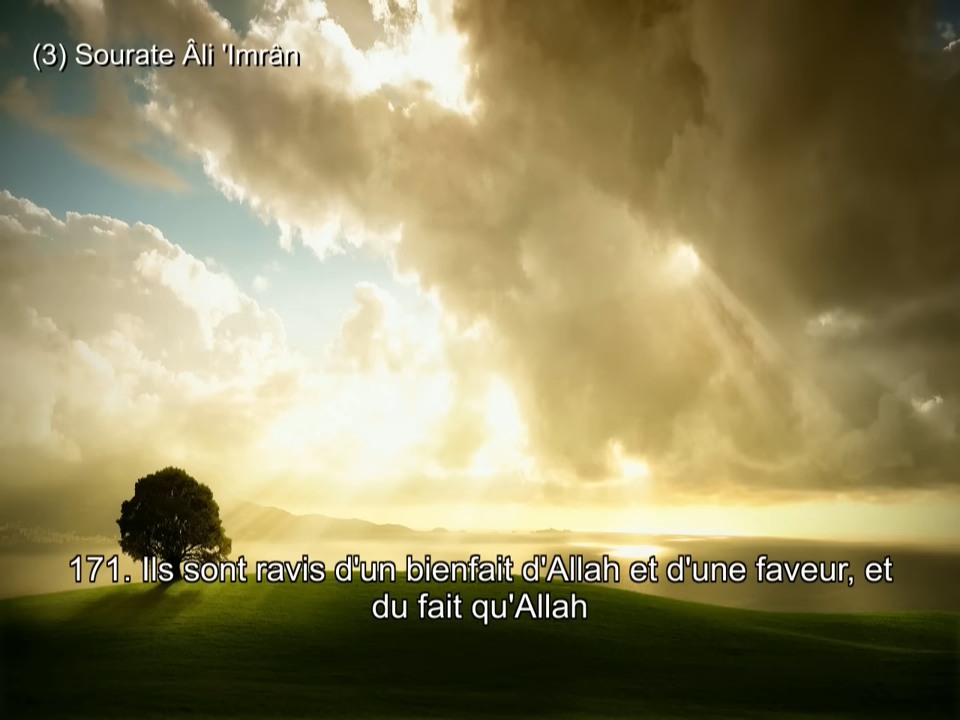 (3) Sourate Âli 'Imrân
171. Ils sont ravis d'un bienfait d'Allah et d'une faveur, et
du fait qu'Allah